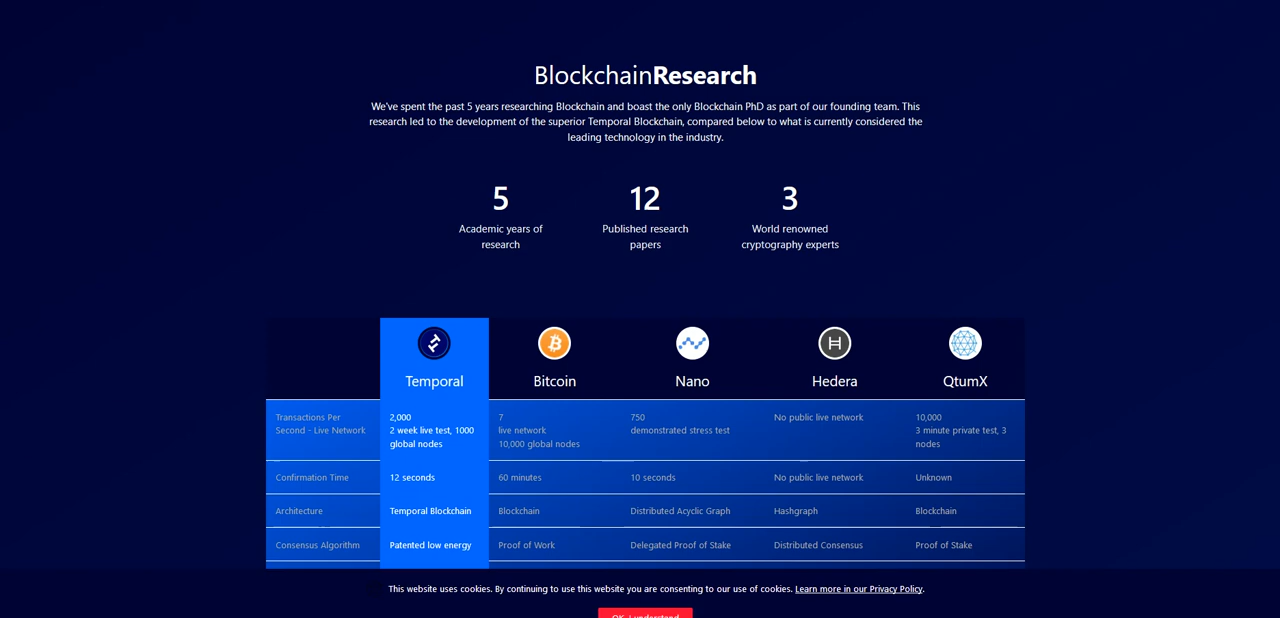 BlockchainResearch
We've spent the past 5 years researching Blockchain and boast the only Blockchain PhD as part of our founding team. This
research led to the development of the superior Temporal Blockchain, compared below to what is currently considered the
leading technology in the industry.
5
12
3
Academic years of
research
Published research
papers
World renowned
cryptography experts
Temporal
Bitcoin
Nano
Hedera
QtumX
Transactions Per
Second - Live Network
2,000
2 week live test, 1000
global nodes
7
live network
10,000 global nodes
750
demonstrated stress test
No public live network
10,000
3 minute private test, 3
nodes
Confirmation Time
12 seconds
60 minutes
10 seconds
No public live network
Unknown
Architecture
Temporal Blockchain
Blockchain
Distributed Acyclic Graph
Hashgraph
Blockchain
Consensus Algorithm
Patented low energy
Proof of Work
Delegated Proof of Stake
Distributed Consensus
Proof of Stake
This website uses cookies. By continuing to use this website you are consenting to our use of cookies. Learn more in our Privacy Policy.
OK, I understand